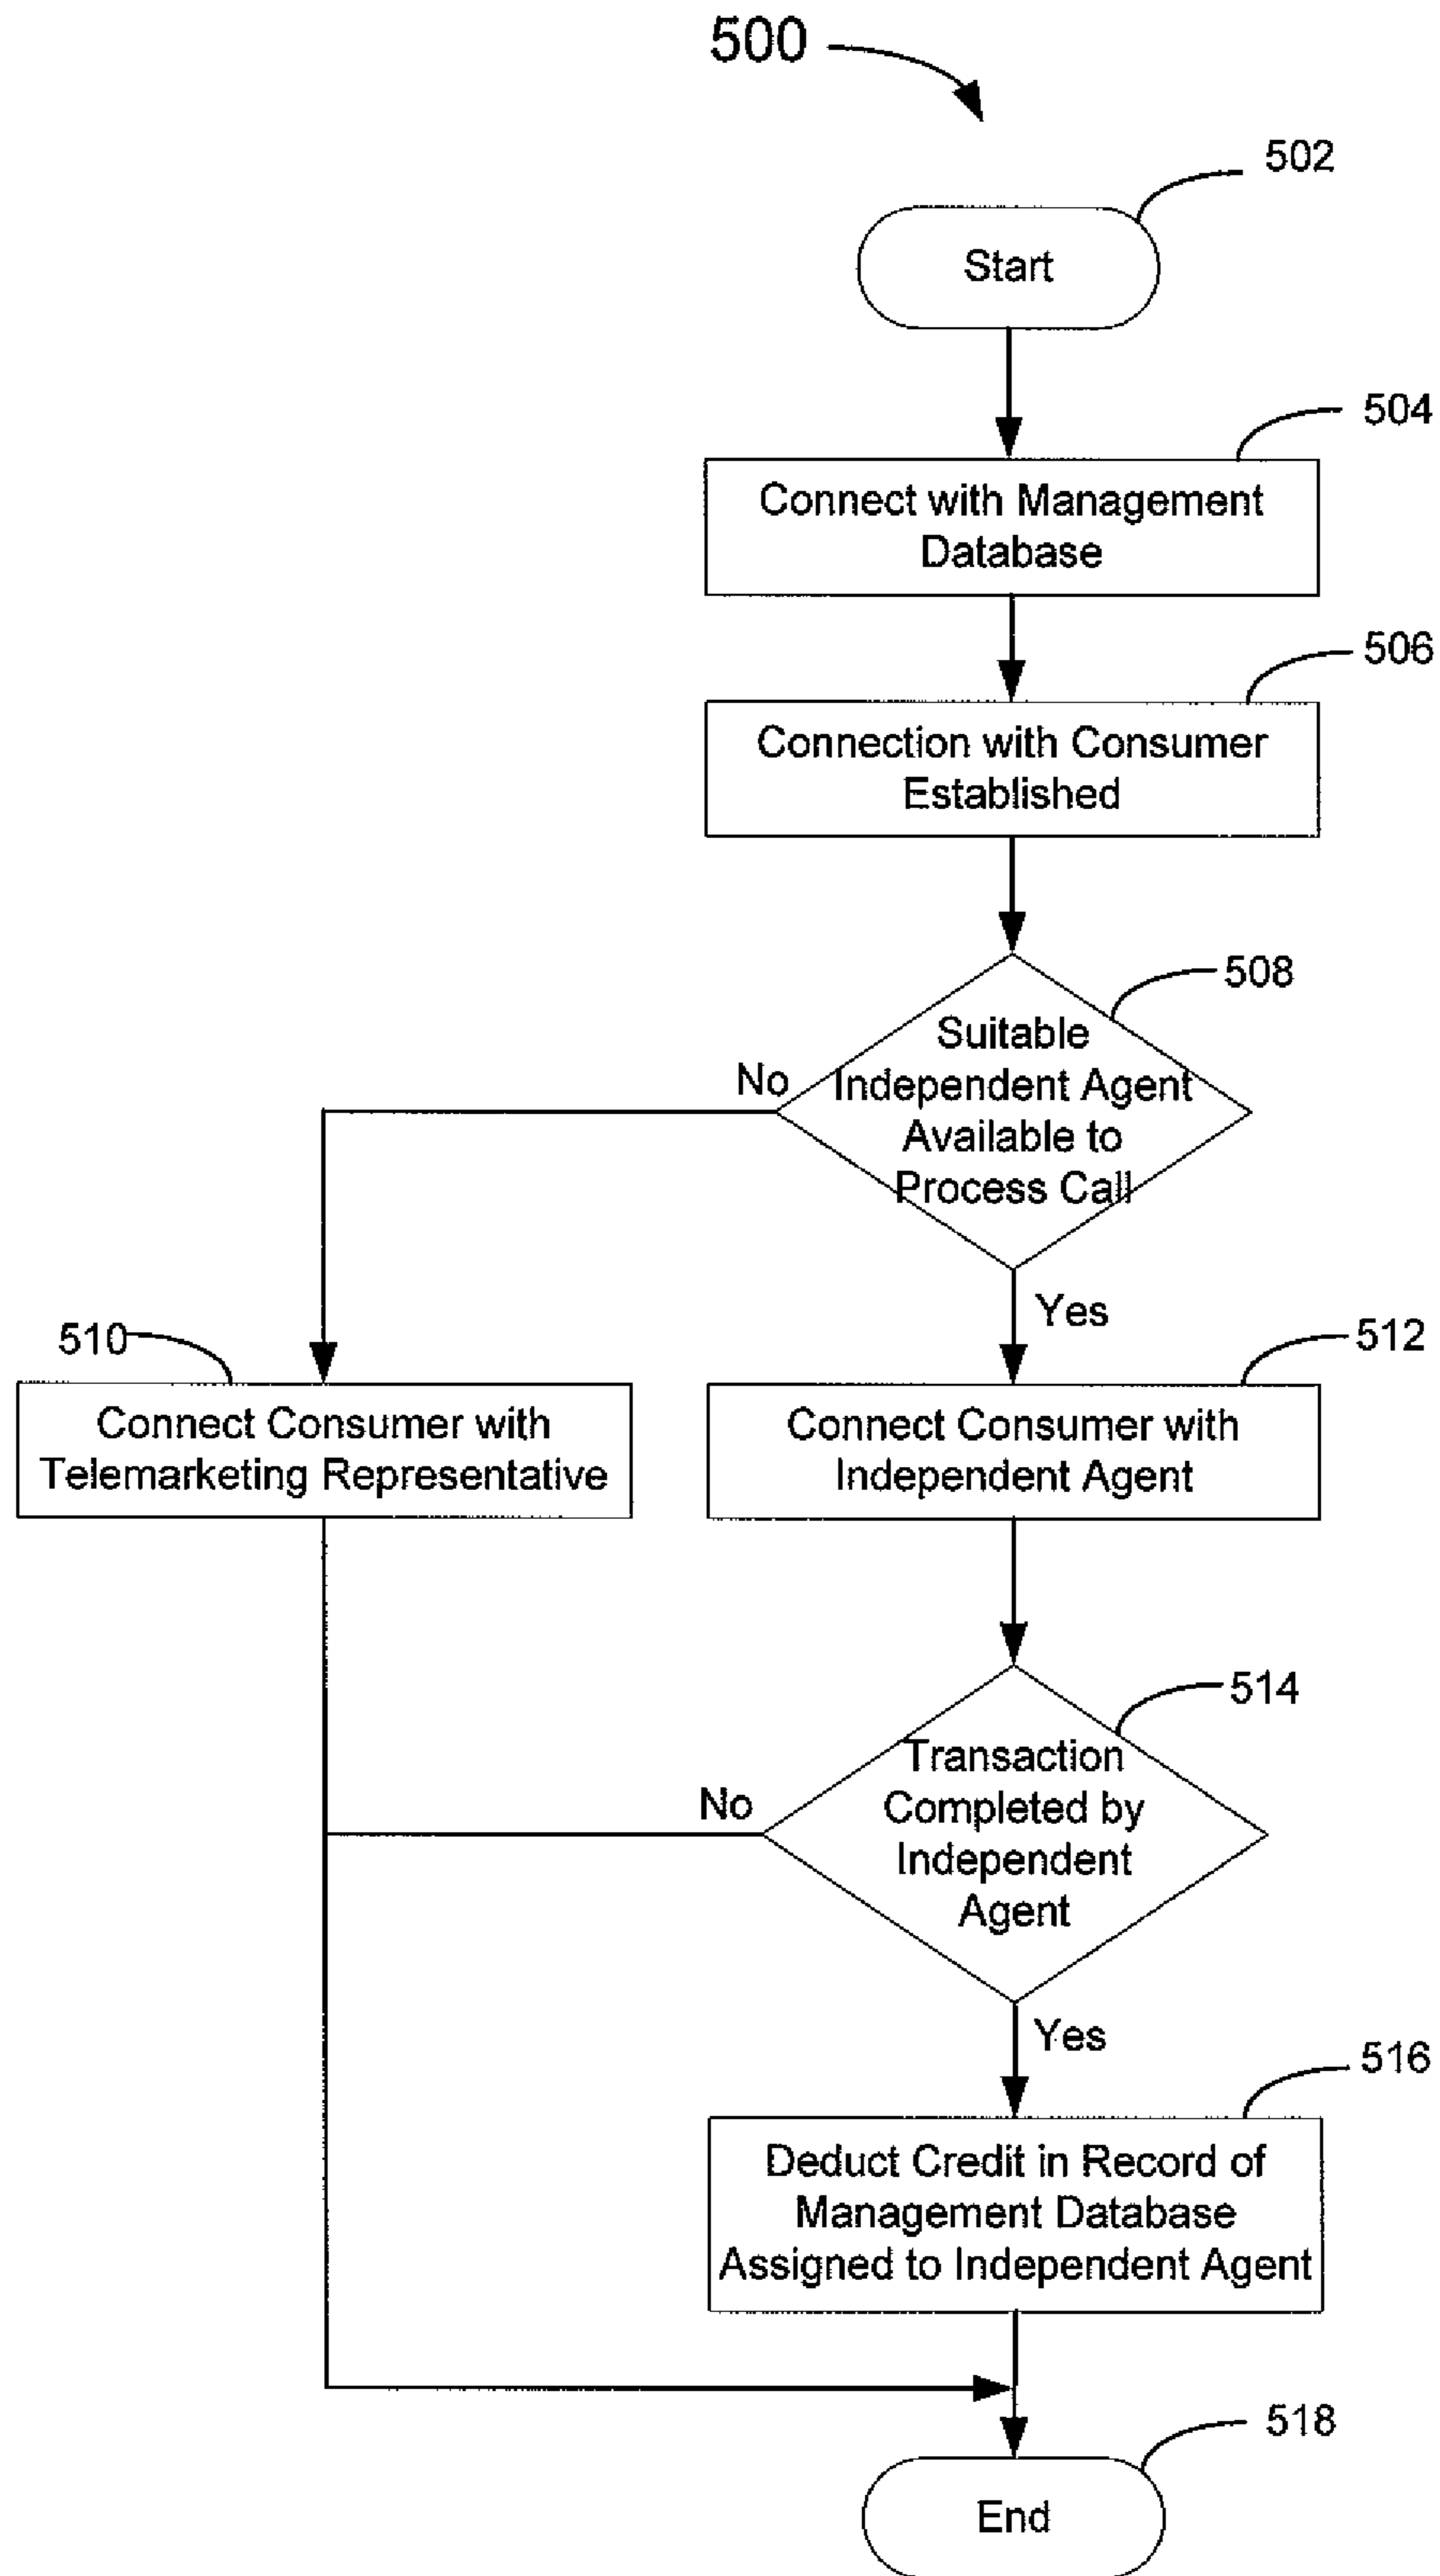 500
502
Start
504
Connect with Management
Database
506
Connection with Consumer
Established
508
Suitable
Independent Agent
Available to
Process Call
No
Yes
510
Connect Consumer with
Telemarketing Representative
512
Connect Consumer with
Independent Agent
514
Transaction
Completed by
Independent
Agent
No
Yes
516
Deduct Credit in Record of
Management Database
Assigned to Independent Agent
518
End